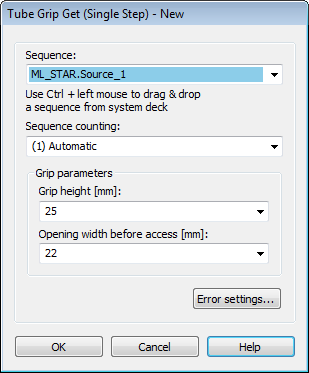 Tube Grip Get (Single Step) - New
Sequence:
ML_STAR.Source_1
Use Ctrl + left mouse to drag & drop
a sequence from system deck
Sequence counting:
(1) Automatic
Grip parameters
Grip height [mm]:
25
Opening width before access [mm]:
22
Error settings...
OK Cancel Help